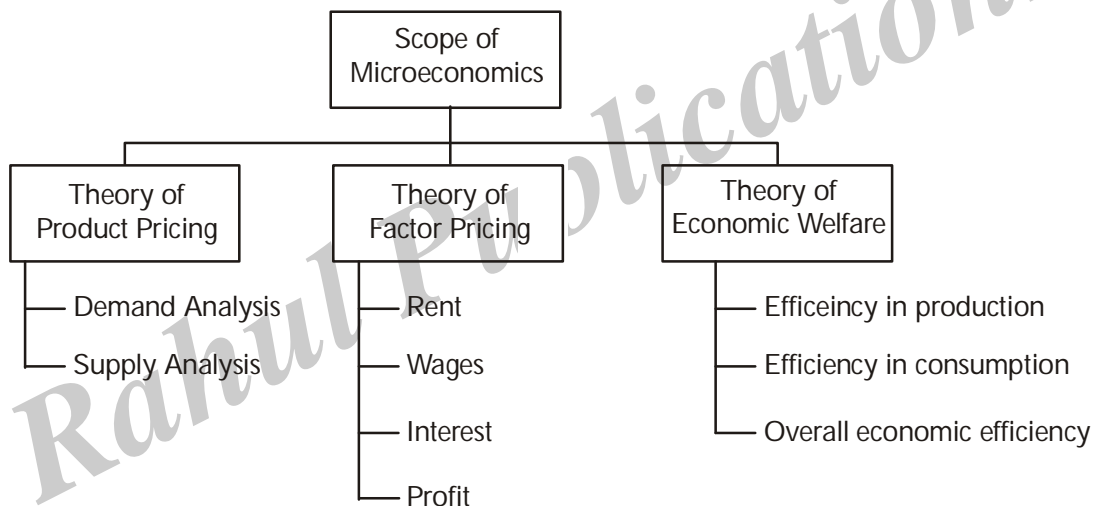 Scope of
Microeconomics
Theory of
Product Pricing
Demand Analysis
Supply Analysis
Theory of
Factor Pricing
Rent
Wages
Interest
Profit
Theory of
Economic Welfare
Efficeincy in production
Efficiency in consumption
Overall economic efficiency
Rahul Publication